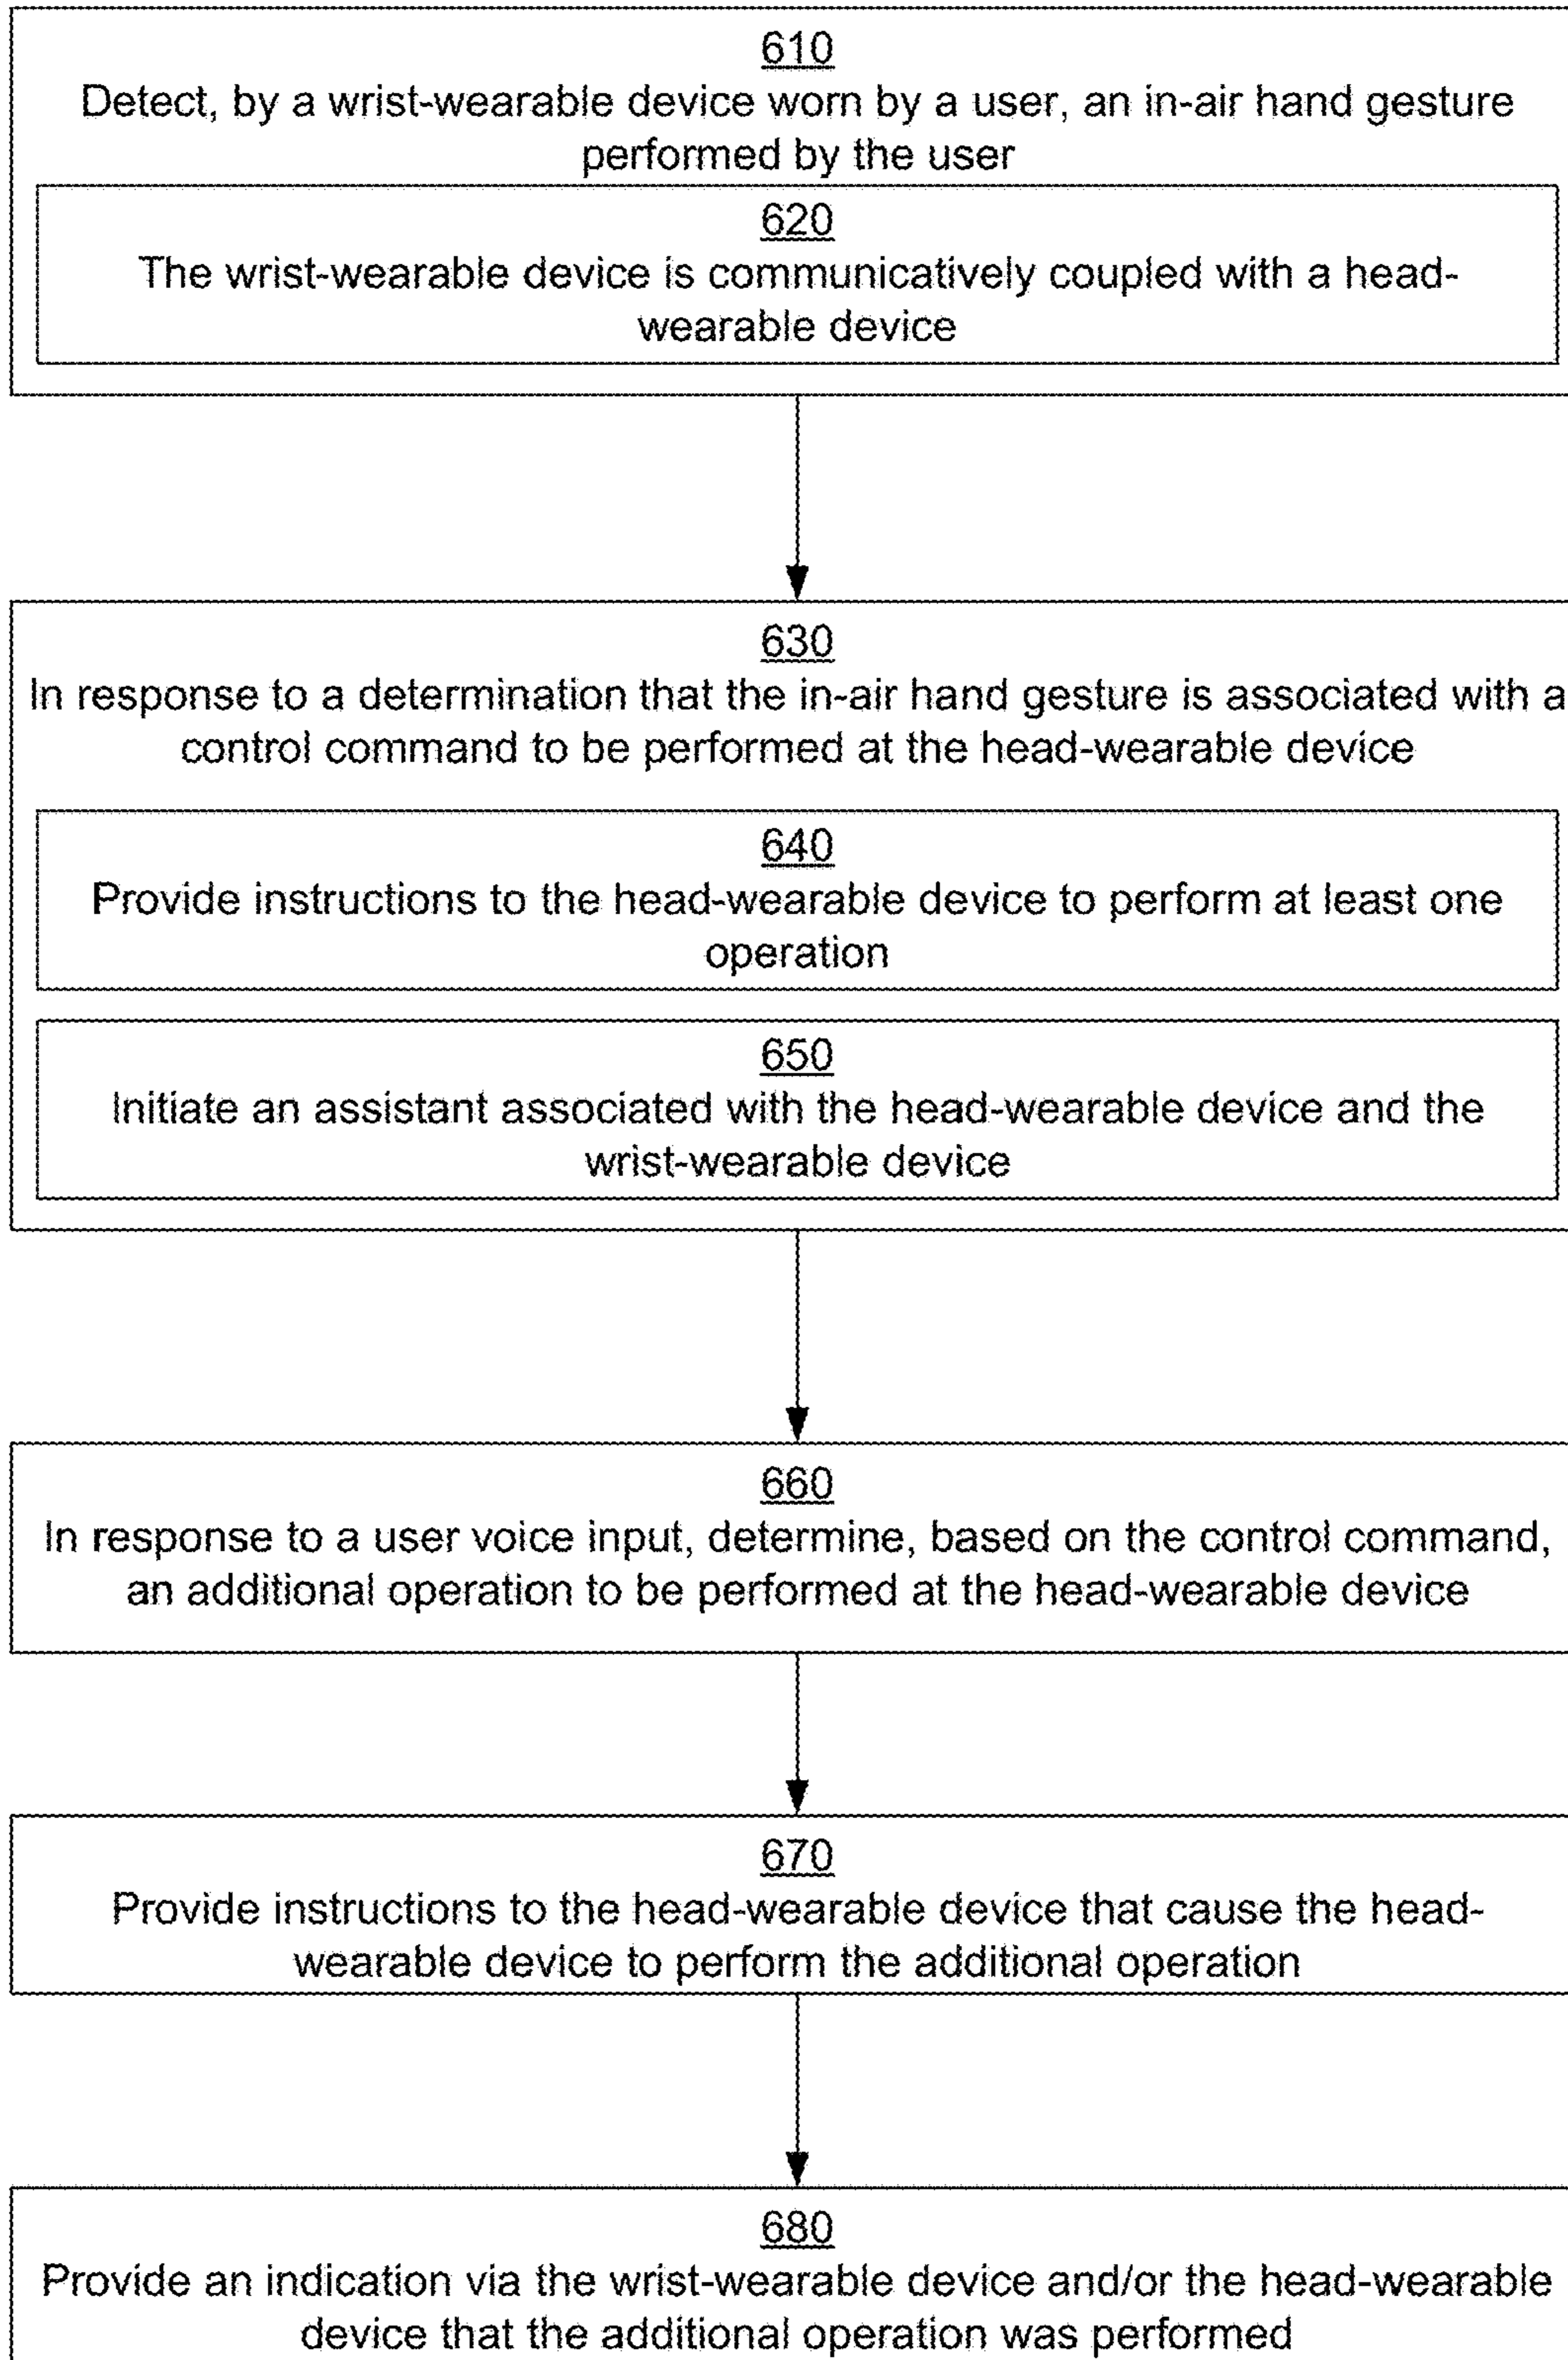 610
Detect, by a wrist-wearable device worn by a user, an in-air hand gesture
performed by the user
620
The wrist-wearable device is communicatively coupled with a head-
wearable device
630
In response to a determination that the in-air hand gesture is associated with a
control command to be performed at the head-wearable device
640
Provide instructions to the head-wearable device to perform at least one
operation
650
Initiate an assistant associated with the head-wearable device and the
wrist-wearable device
660
In response to a user voice input, determine, based on the control command,
an additional operation to be performed at the head-wearable device
670
Provide instructions to the head-wearable device that cause the head-
wearable device to perform the additional operation
680
Provide an indication via the wrist-wearable device and/or the head-wearable
device that the additional operation was performed